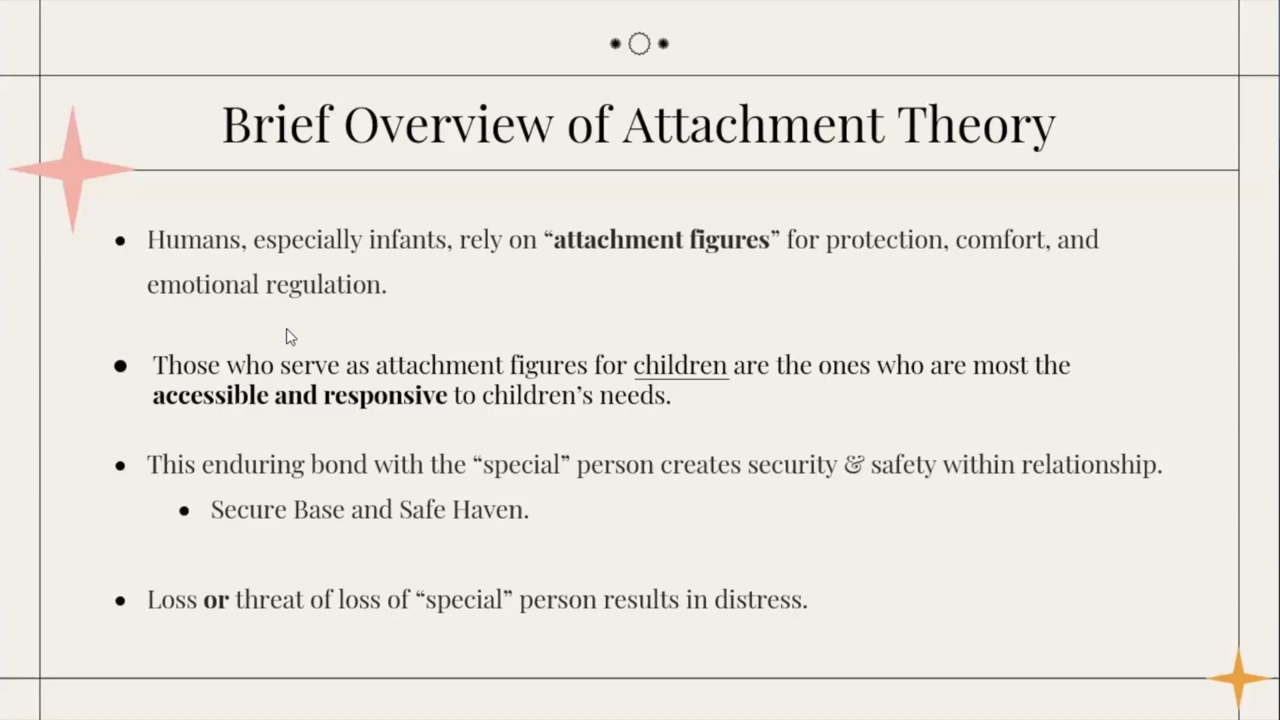 Brief Overview of Attachment Theory
• Humans, especially infants, rely on “attachment figures” for protection, comfort, and
emotional regulation.
• Those who serve as attachment figures for children are the ones who are most the
accessible and responsive to children’s needs.
• This enduring bond with the “special” person creates security & safety within relationship.
• Secure Base and Safe Haven.
• Loss or threat of loss of “special” person results in distress.